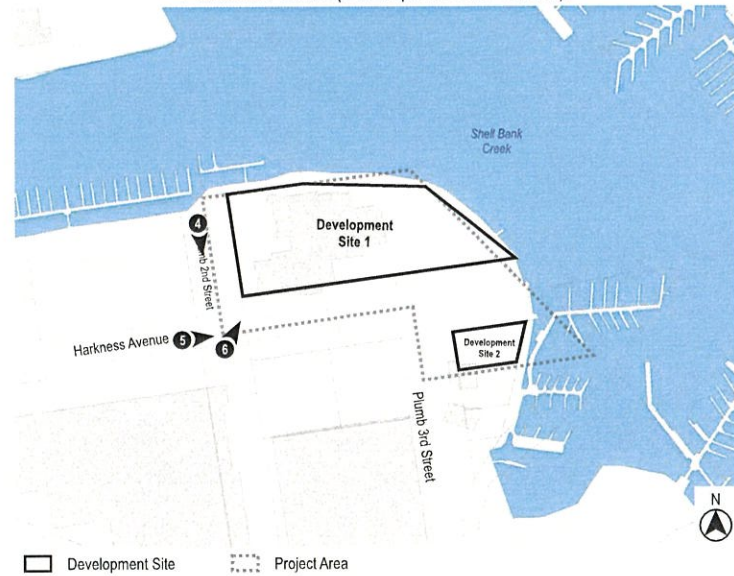 Shell Bank
Creek
4
Development
Site 1
mb 2nd Street
Harkness Avenue
5
6
Development
Site 2
Plumb 3rd Street
N
Development Site
Project Area